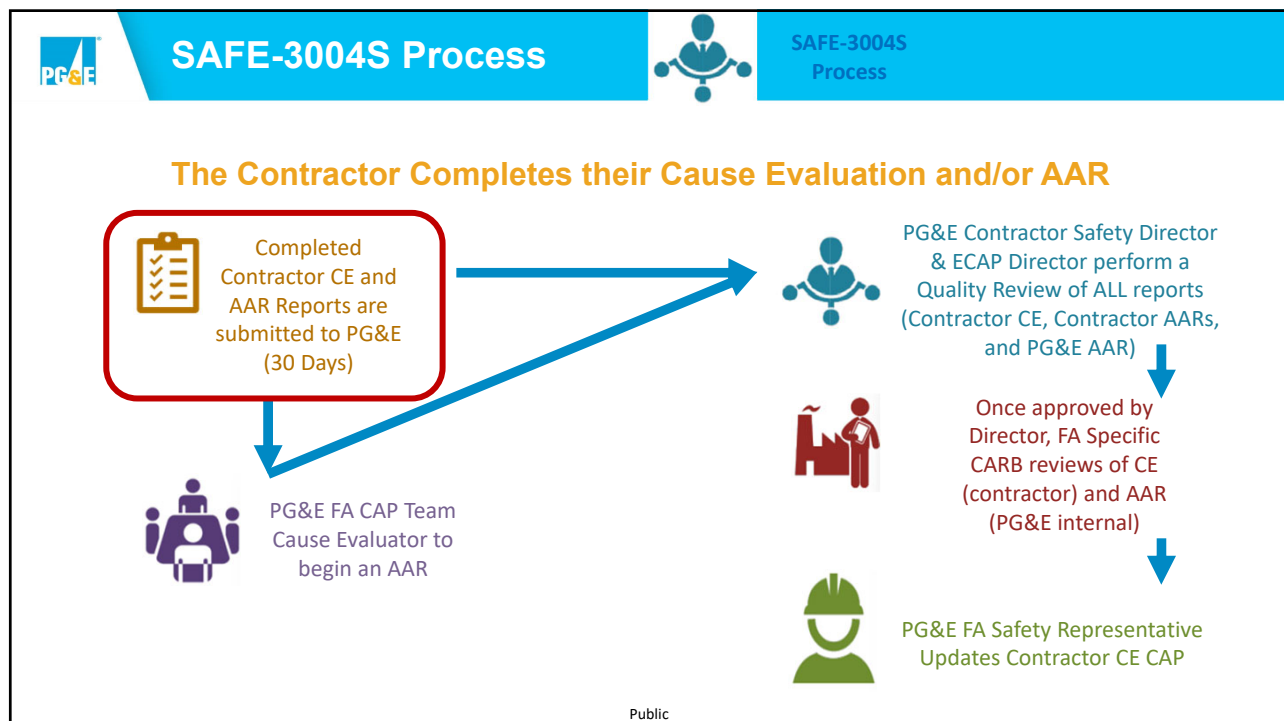 PG&E
SAFE-3004S Process
SAFE-3004S
Process
The Contractor Completes their Cause Evaluation and/or AAR
Completed
Contractor CE and
AAR Reports are
submitted to PG&E
(30 Days)
PG&E FA CAP Team
Cause Evaluator to
begin an AAR
PG&E Contractor Safety Director
& ECAP Director perform a
Quality Review of ALL reports
(Contractor CE, Contractor AARs,
and PG&E AAR)
Once approved by
Director, FA Specific
CARB reviews of CE
(contractor) and AAR
(PG&E internal)
PG&E FA Safety Representative
Updates Contractor CE CAP
Public